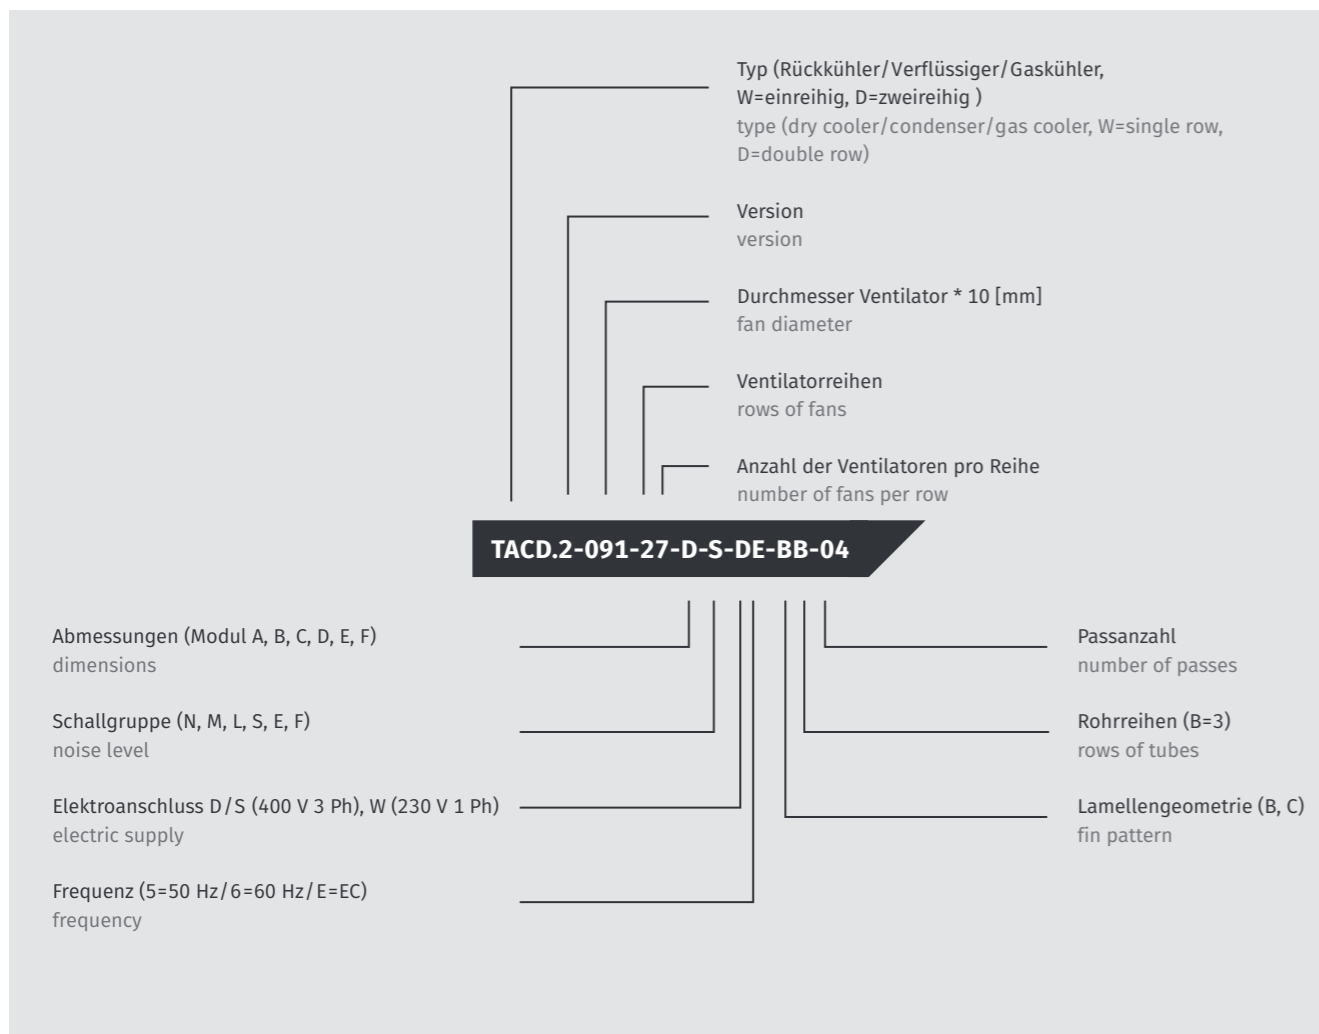 Typ (Rückkühler/Verflüssiger/Gaskühler,
W=einreihig, D=zweireihig )
type (dry cooler/condenser/gas cooler, W=single row,
D=double row)
Version
version
Durchmesser Ventilator * 10 [mm]
fan diameter
Ventilatorreihen
rows of fans
Anzahl der Ventilatoren pro Reihe
number of fans per row
TACD.2-091-27-D-S-DE-BB-04
Abmessungen (Modul A, B, C, D, E, F)
dimensions
Schallgruppe (N, M, L, S, E, F)
noise level
Elektroanschluss D/S (400 V 3 Ph), W (230 V 1 Ph)
electric supply
Frequenz (5=50 Hz/6=60 Hz/E=EC)
frequency
Passanzahl
number of passes
Rohrreihen (B=3)
rows of tubes
Lamellengeometrie (B, C)
fin pattern